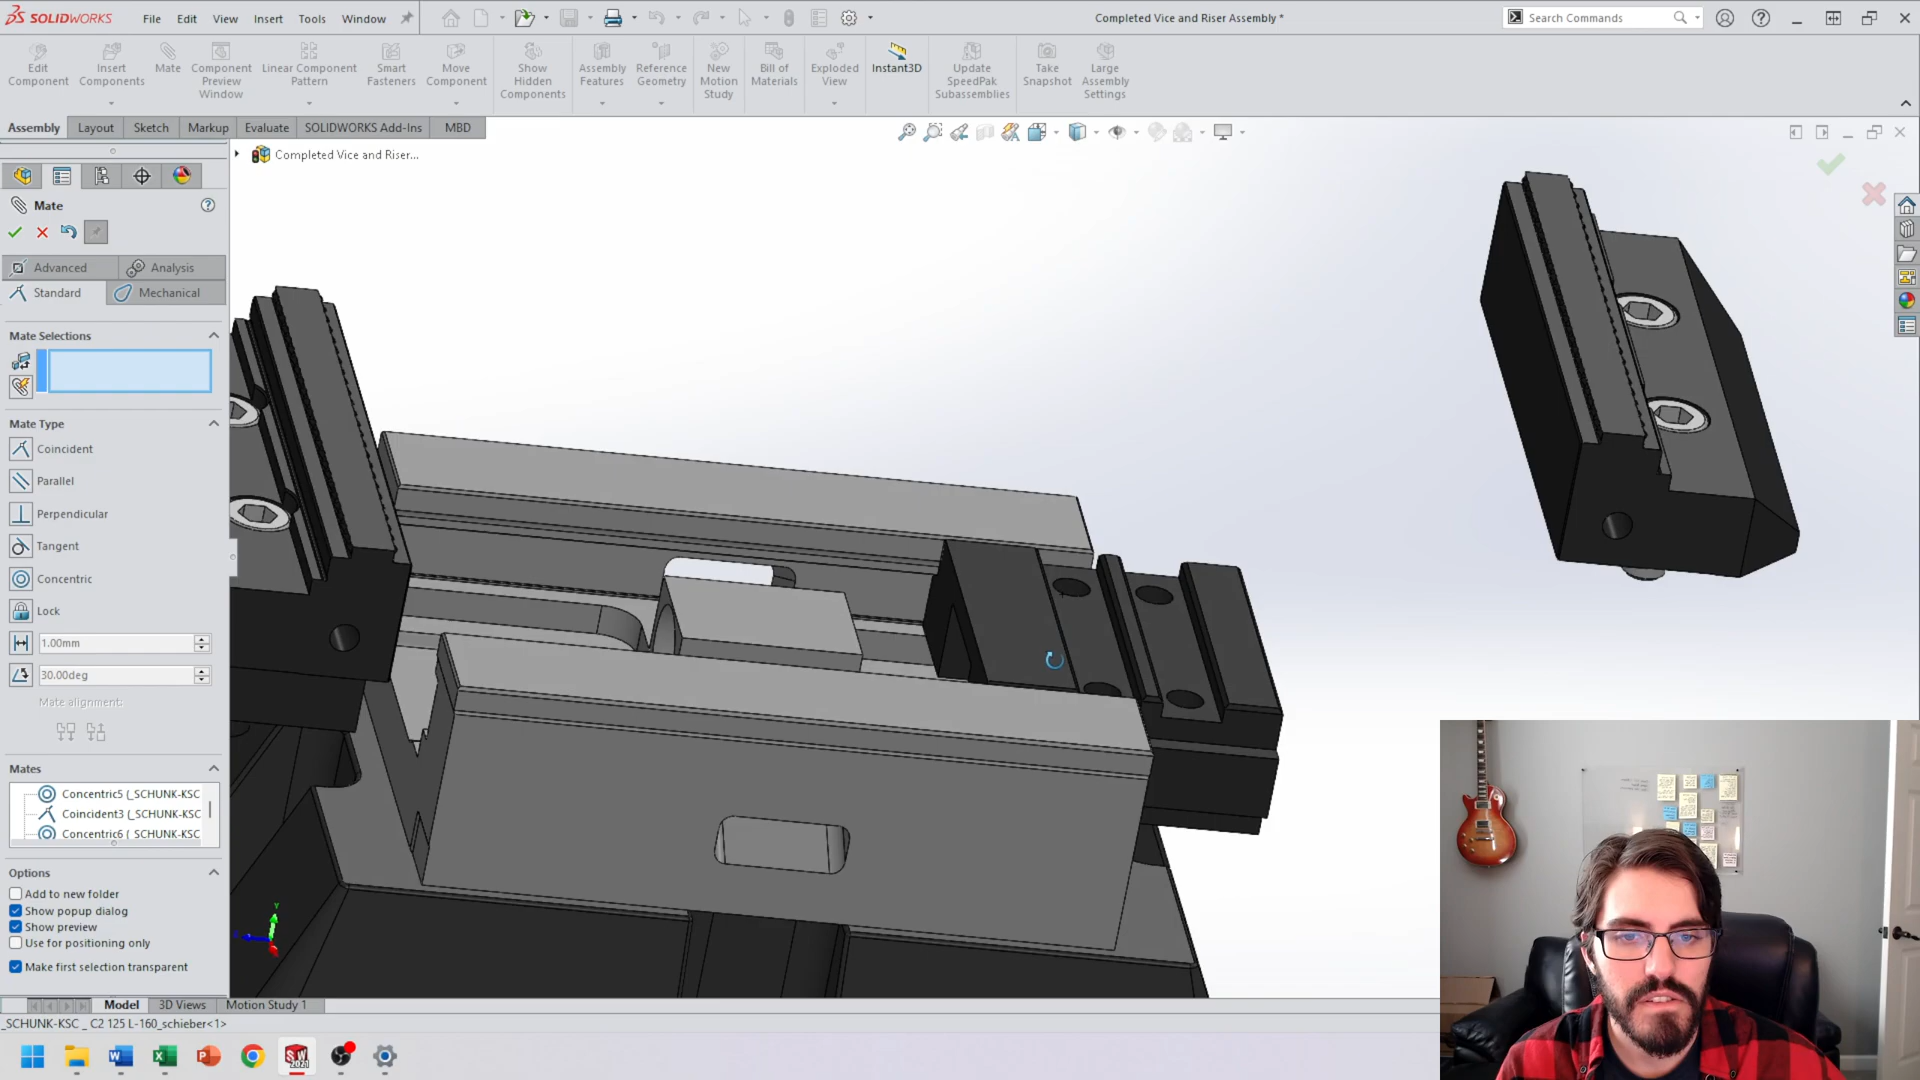 SOLIDWORKS File Edit View Insert Tools Window Completed Vice and Riser Assembly * Search Commands
Edit Component
Insert Components
Mate
Component Preview Window
Linear Component Pattern
Smart Fasteners
Move Component
Show Hidden Components
Assembly Features
Reference Geometry
New Motion Study
Bill of Materials
Exploded View
Instant3D
Update SpeedPak Subassemblies
Take Snapshot
Large Assembly Settings
Assembly Layout Sketch Markup Evaluate SOLIDWORKS Add-Ins MBD
Completed Vice and Riser...
Mate
Advanced Analysis
Standard Mechanical
Mate Selections
Mate Type
Coincident
Parallel
Perpendicular
Tangent
Concentric
Lock
1.00mm
30.00deg
Mate alignment:
Mates
Concentric5 (_SCHUNK-KSC
Coincident3 (_SCHUNK-KSC
Concentric6 (_SCHUNK-KSC
Options
Add to new folder
Show popup dialog
Show preview
Use for positioning only
Make first selection transparent
Y
Model 3D Views Motion Study 1
_SCHUNK-KSC _ C2 125 L-160_schieber<1>
SW
2021